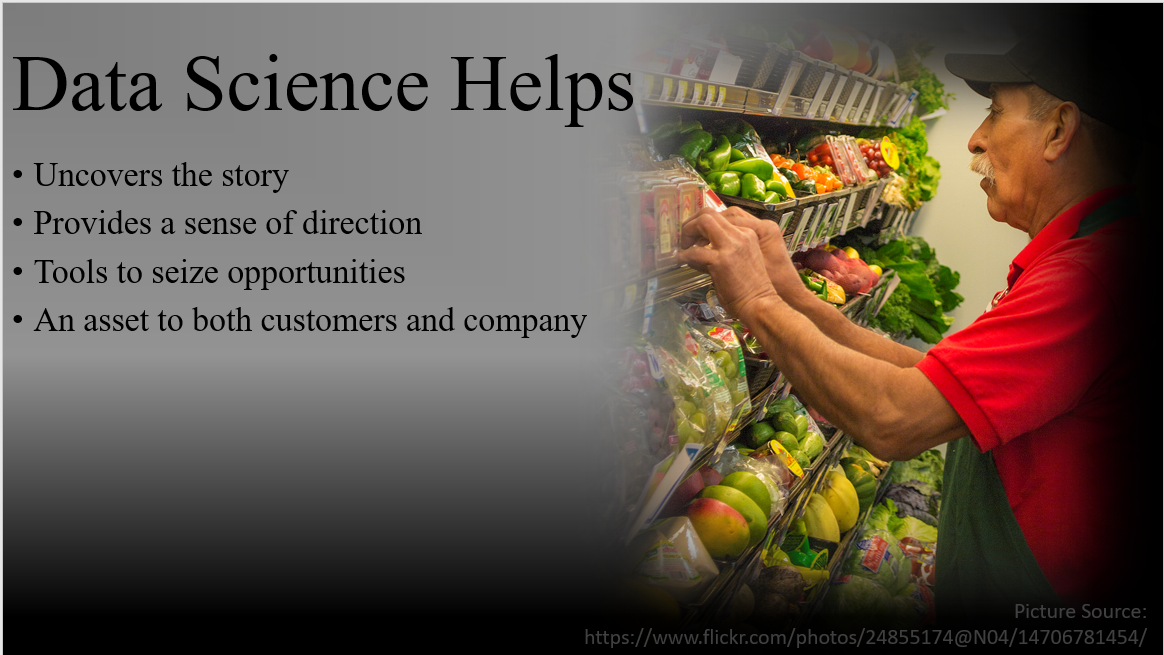 Data Science Helps
• Uncovers the story
• Provides a sense of direction
• Tools to seize opportunities
• An asset to both customers and company
Picture Source:
https://www.flickr.com/photos/24855174@N04/14706781454/